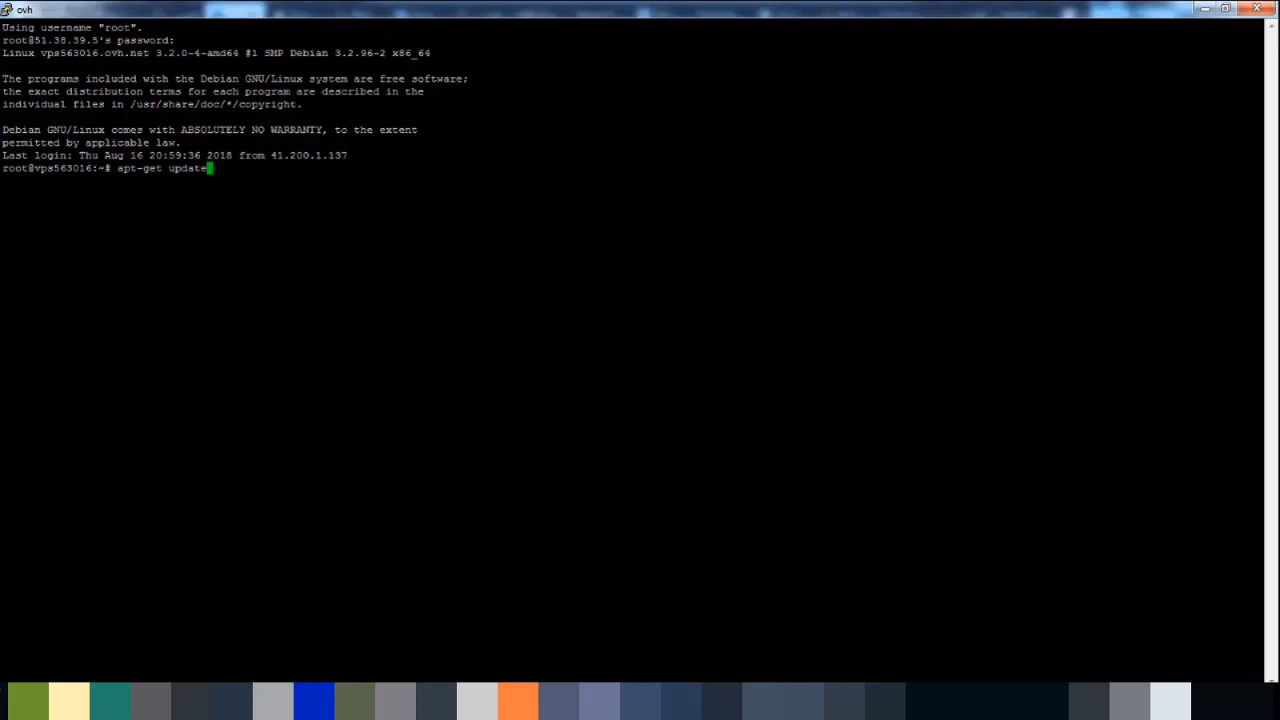 ovh
Using username "root".
root@51.38.39.5's password:
Linux vps563016.ovh.net 3.2.0-4-amd64 #1 SMP Debian 3.2.96-2 x86_64
The programs included with the Debian GNU/Linux system are free software;
the exact distribution terms for each program are described in the
individual files in /usr/share/doc/*/copyright.
Debian GNU/Linux comes with ABSOLUTELY NO WARRANTY, to the extent
permitted by applicable law.
Last login: Thu Aug 16 20:59:36 2018 from 41.200.1.137
root@vps563016:~# apt-get update